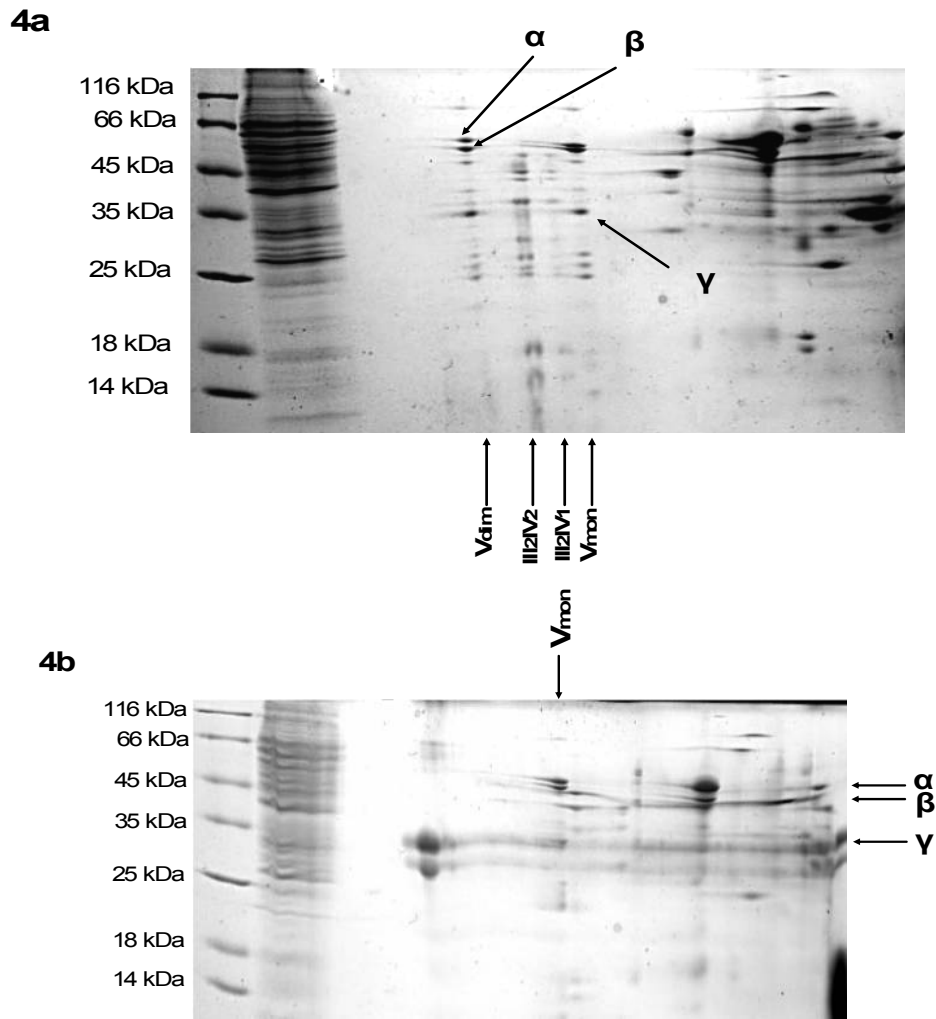 4a
α
β
116 kDa
66 kDa
45 kDa
35 kDa
γ
25 kDa
18 kDa
14 kDa
Vdim
III2IV2
III2IV1
Vmon
Vmon
4b
116 kDa
66 kDa
45 kDa
α
β
35 kDa
γ
25 kDa
18 kDa
14 kDa